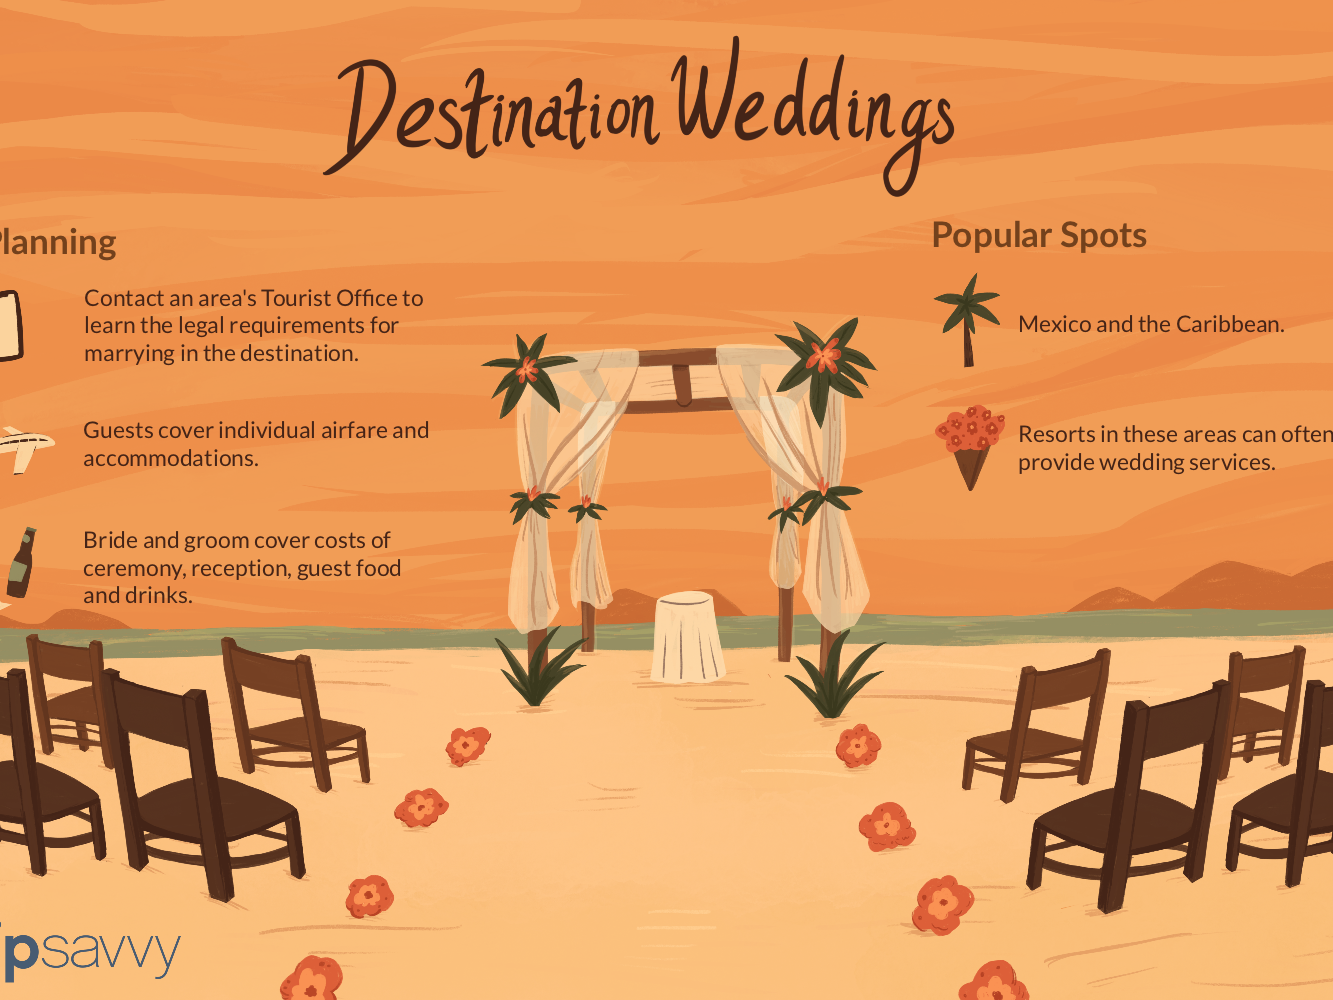 Destination Weddings
Planning
Contact an area's Tourist Office to
learn the legal requirements for
marrying in the destination.
Guests cover individual airfare and
accommodations.
Bride and groom cover costs of
ceremony, reception, guest food
and drinks.
Popular Spots
Mexico and the Caribbean.
Resorts in these areas can often
provide wedding services.
ipsavvy